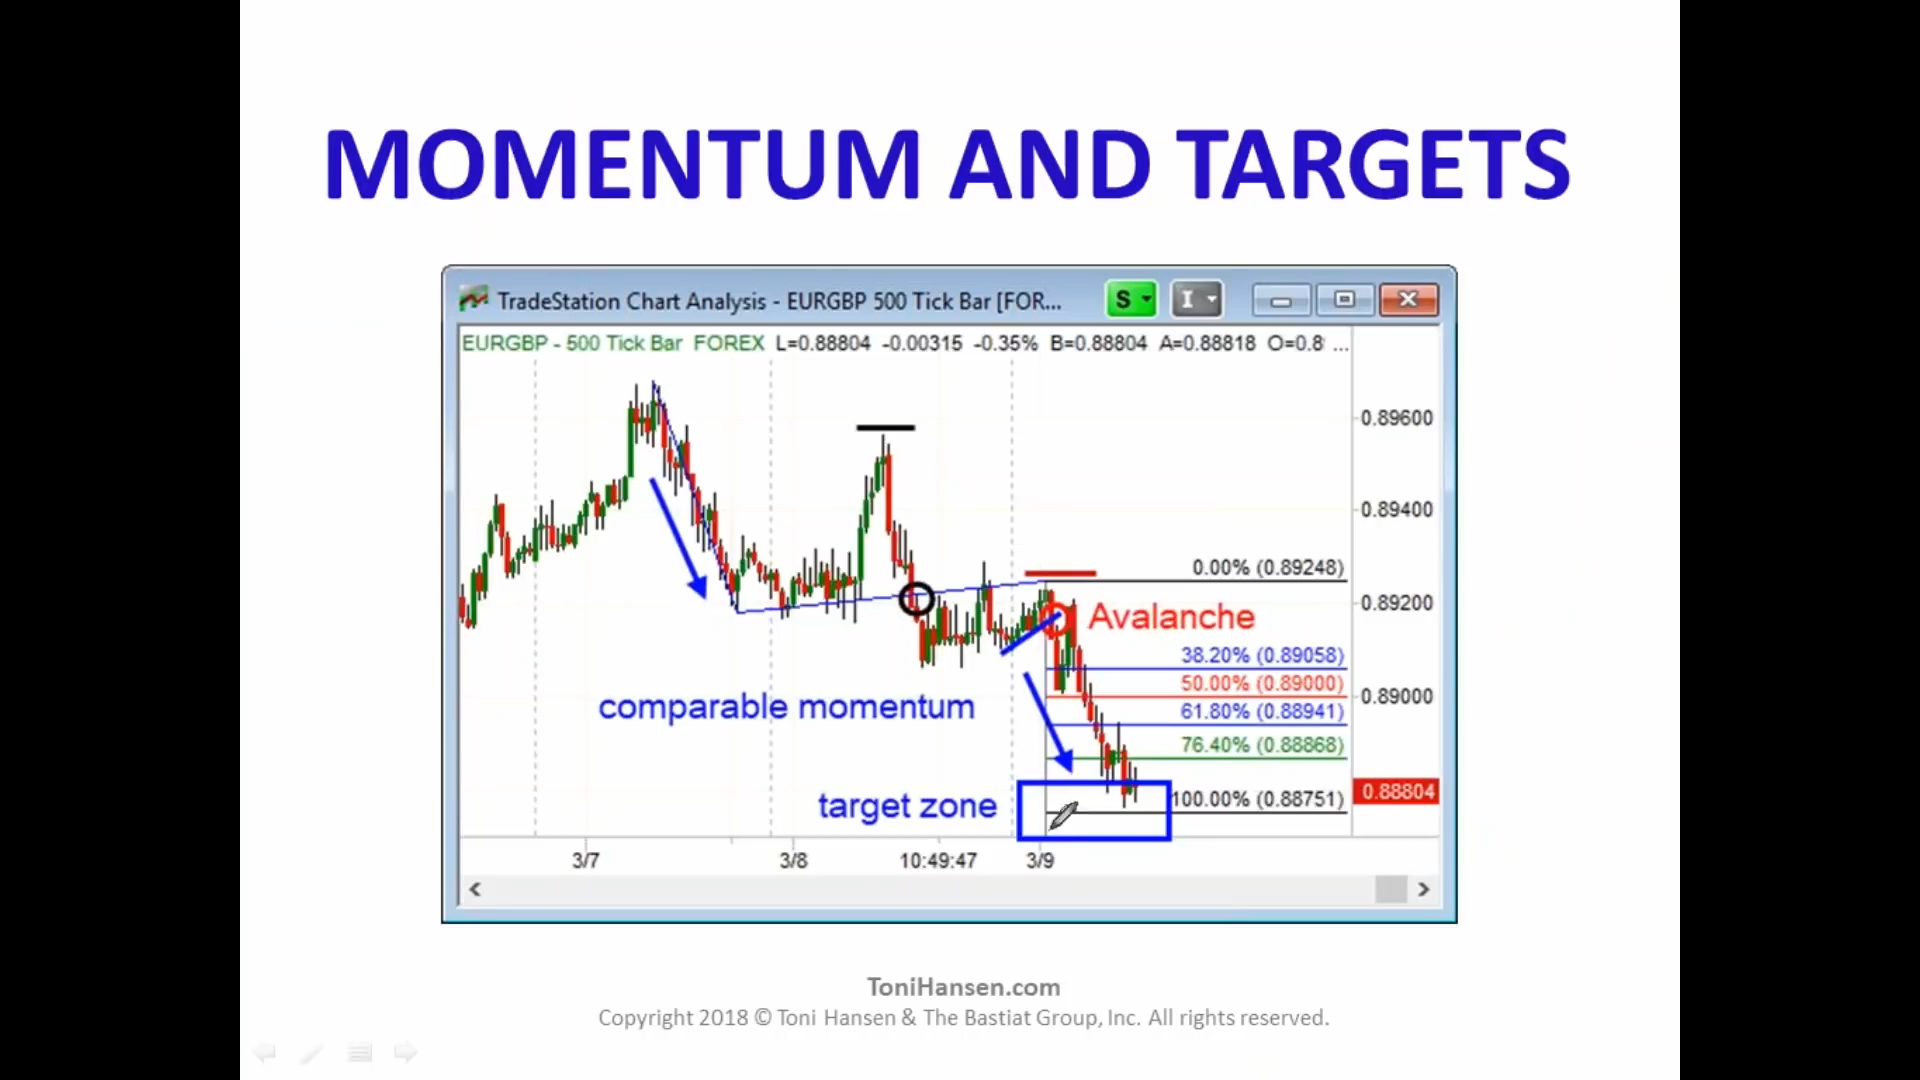 MOMENTUM AND TARGETS
TradeStation Chart Analysis - EURGBP 500 Tick Bar [FOR...
S
I
EURGBP - 500 Tick Bar FOREX L=0.88804 -0.00315 -0.35% B=0.88804 A=0.88818 O=0.8 ...
0.89600
0.89400
0.00% (0.89248)
0.89200
Avalanche
38.20% (0.89058)
50.00% (0.89000)
0.89000
comparable momentum
61.80% (0.88941)
76.40% (0.88868)
target zone
100.00% (0.88751)
0.88804
3/7 3/8 10:49:47 3/9
ToniHansen.com
Copyright 2018 © Toni Hansen & The Bastiat Group, Inc. All rights reserved.